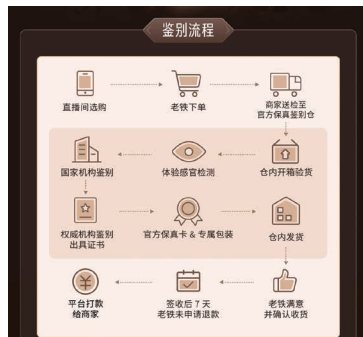 鉴别流程
直播间选购
老铁下单
商家送检至
官方保真鉴别仓
国家机构鉴别
体验感官检测
仓内开箱验货
权威机构鉴别
出具证书
官方保真卡 & 专属包装
仓内发货
平台打款
给商家
签收后 7 天
老铁未申请退款
老铁满意
并确认收货